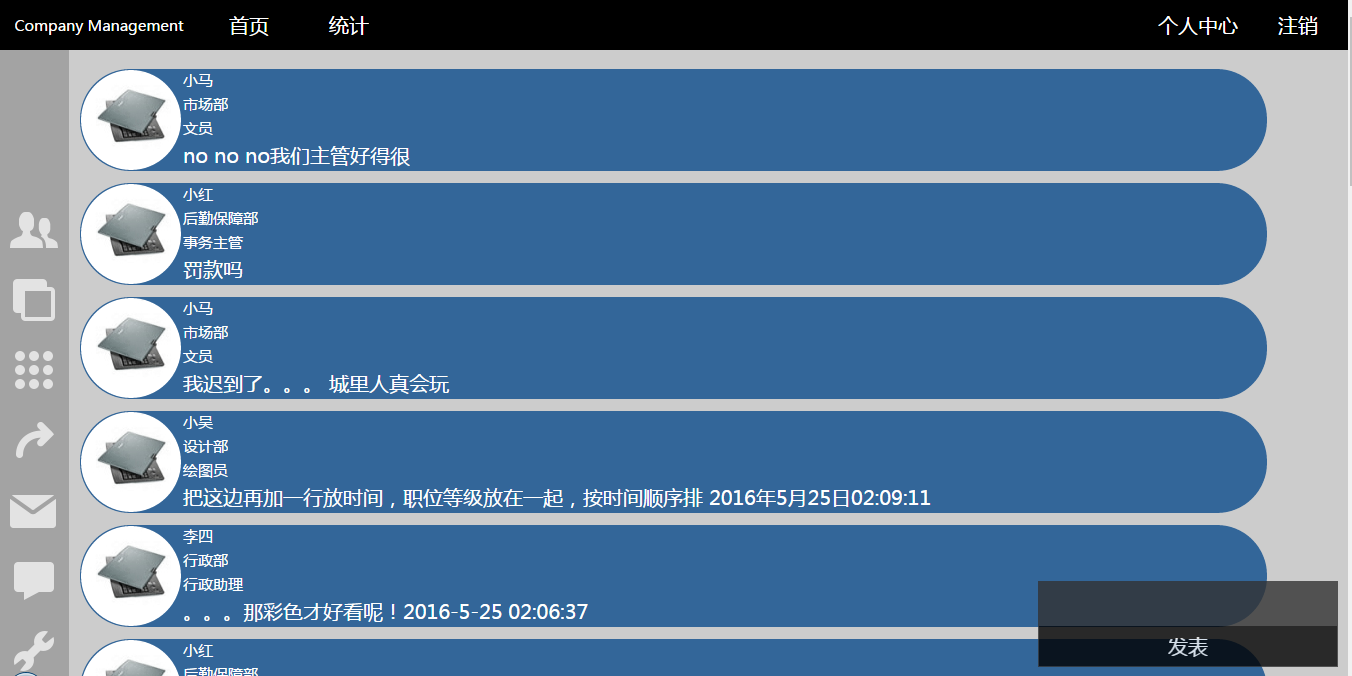 Company Management 首页 统计 个人中心 注销
小马
市场部
文员
no no no我们主管好得很
小红
后勤保障部
事务主管
罚款吗
小马
市场部
文员
我迟到了。。。 城里人真会玩
小吴
设计部
绘图员
把这边再加一行放时间，职位等级放在一起，按时间顺序排 2016年5月25日02:09:11
李四
行政部
行政助理
。。。那彩色才好看呢！2016-5-25 02:06:37
小红
后勤保障部
发表